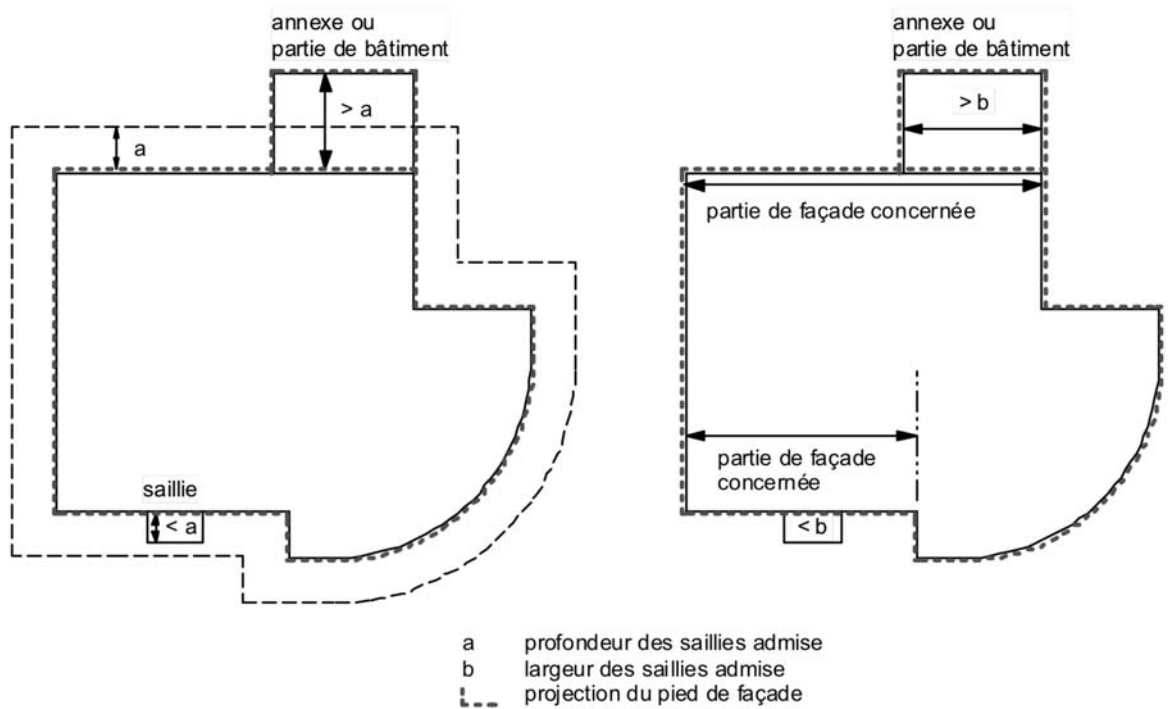 annexe ou
partie de bâtiment
> a
a
saillie
< a
annexe ou
partie de bâtiment
> b
partie de façade concernée
partie de façade
concernée
< b
a profondeur des saillies admise
b largeur des saillies admise
projection du pied de façade